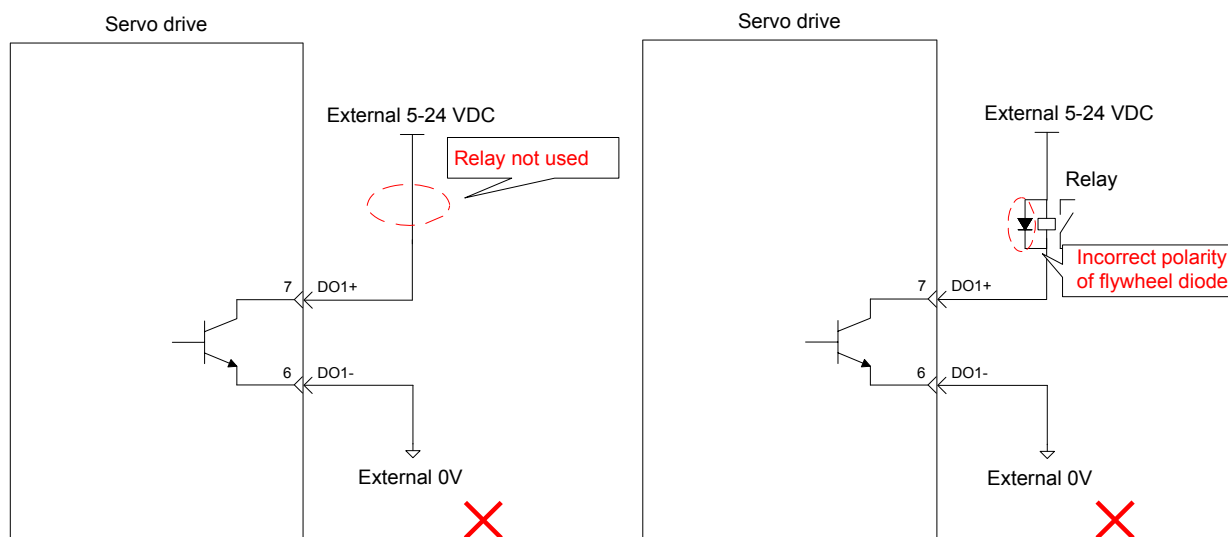 Servo drive
External 5-24 VDC
Relay not used
7
DO1+
6
DO1-
External 0V
Servo drive
External 5-24 VDC
Relay
Incorrect polarity
of flywheel diode
7
DO1+
6
DO1-
External 0V